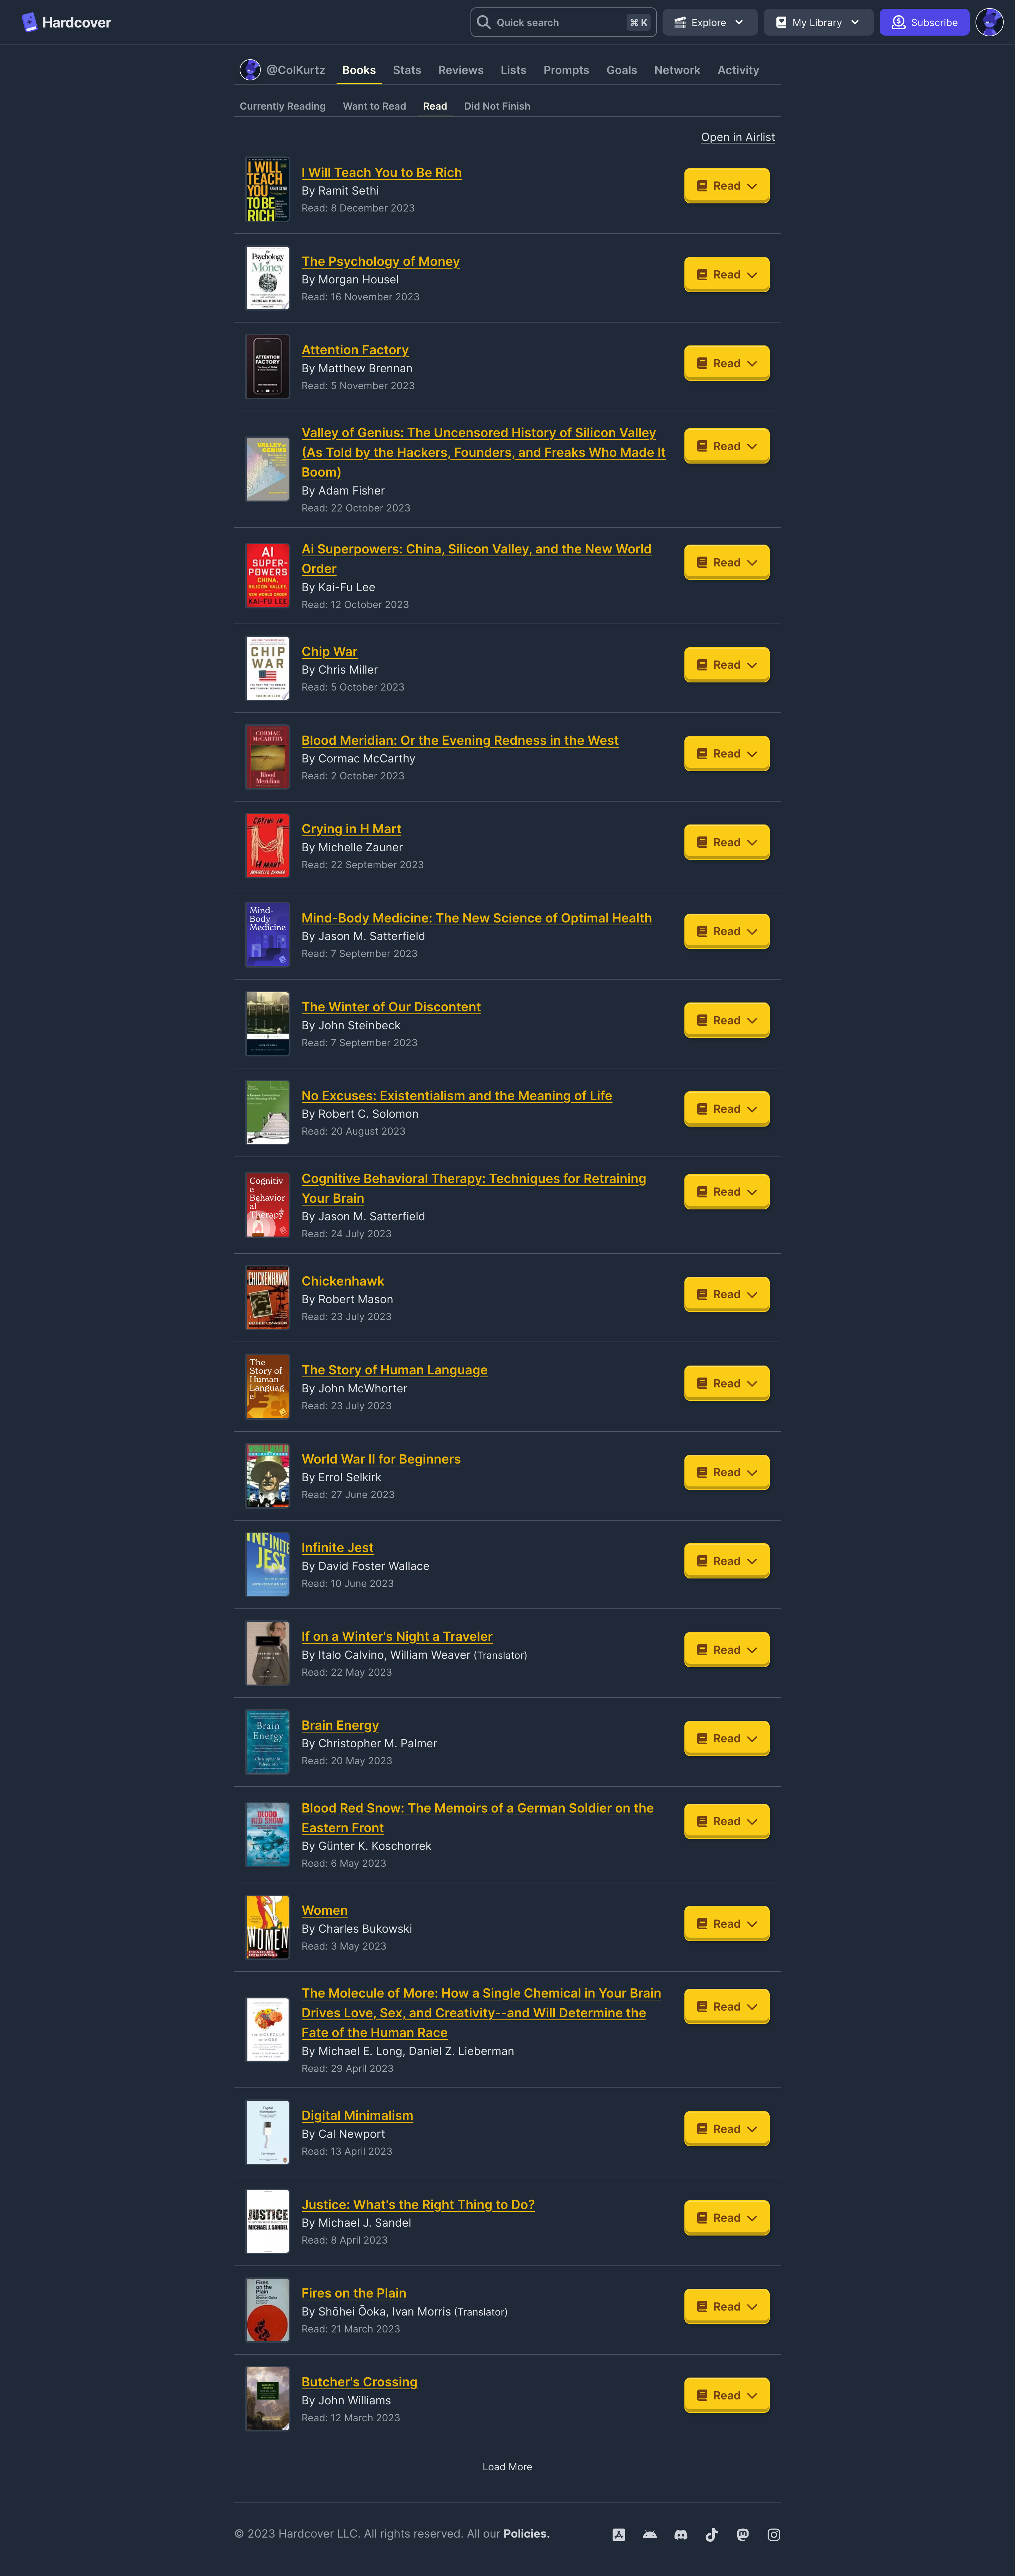 Hardcover
Quick search
⌘ K
Explore
My Library
Subscribe
@ColKurtz
Books
Stats
Reviews
Lists
Prompts
Goals
Network
Activity
Currently Reading
Want to Read
Read
Did Not Finish
Open in Airlist
I WILL
TEACH
YOU
TO BE
RICH
I Will Teach You to Be Rich
By Ramit Sethi
Read: 8 December 2023
Read
The
Psychology
of
Money
MORGAN HOUSEL
The Psychology of Money
By Morgan Housel
Read: 16 November 2023
Read
ATTENTION
FACTORY
Attention Factory
By Matthew Brennan
Read: 5 November 2023
Read
VALLEY OF
GENIUS
Valley of Genius: The Uncensored History of Silicon Valley
(As Told by the Hackers, Founders, and Freaks Who Made It
Boom)
By Adam Fisher
Read: 22 October 2023
Read
AI
SUPER-
POWERS
CHINA,
SILICON VALLEY,
NEW WORLD ORDER
KAI-FU LEE
Ai Superpowers: China, Silicon Valley, and the New World
Order
By Kai-Fu Lee
Read: 12 October 2023
Read
CHIP
WAR
CHRIS MILLER
Chip War
By Chris Miller
Read: 5 October 2023
Read
CORMAC
McCARTHY
Blood
Meridian
Blood Meridian: Or the Evening Redness in the West
By Cormac McCarthy
Read: 2 October 2023
Read
CRYING IN
H MART
MICHELLE ZAUNER
Crying in H Mart
By Michelle Zauner
Read: 22 September 2023
Read
Mind-
Body
Medicine
Mind-Body Medicine: The New Science of Optimal Health
By Jason M. Satterfield
Read: 7 September 2023
Read
The Winter of Our Discontent
By John Steinbeck
Read: 7 September 2023
Read
No Excuses: Existentialism and the Meaning of Life
By Robert C. Solomon
Read: 20 August 2023
Read
Cognitiv
e
Behavior
al
Therapy
Cognitive Behavioral Therapy: Techniques for Retraining
Your Brain
By Jason M. Satterfield
Read: 24 July 2023
Read
CHICKENHAWK
ROBERT MASON
Chickenhawk
By Robert Mason
Read: 23 July 2023
Read
The
Story of
Human
Languag
e
The Story of Human Language
By John McWhorter
Read: 23 July 2023
Read
World War II for Beginners
By Errol Selkirk
Read: 27 June 2023
Read
INFINITE
JEST
Infinite Jest
By David Foster Wallace
Read: 10 June 2023
Read
If on a Winter's Night a Traveler
By Italo Calvino, William Weaver (Translator)
Read: 22 May 2023
Read
Brain
Energy
Christopher M.
Palmer, MD
Brain Energy
By Christopher M. Palmer
Read: 20 May 2023
Read
BLOOD
RED SNOW
Blood Red Snow: The Memoirs of a German Soldier on the
Eastern Front
By Günter K. Koschorrek
Read: 6 May 2023
Read
WOMEN
CHARLES BUKOWSKI
Women
By Charles Bukowski
Read: 3 May 2023
Read
THE MOLECULE
OF MORE
The Molecule of More: How a Single Chemical in Your Brain
Drives Love, Sex, and Creativity--and Will Determine the
Fate of the Human Race
By Michael E. Long, Daniel Z. Lieberman
Read: 29 April 2023
Read
Digital
Minimalism
Digital Minimalism
By Cal Newport
Read: 13 April 2023
Read
JUSTICE
MICHAEL J. SANDEL
Justice: What's the Right Thing to Do?
By Michael J. Sandel
Read: 8 April 2023
Read
Fires
on the
Plain
Fires on the Plain
By Shōhei Ōoka, Ivan Morris (Translator)
Read: 21 March 2023
Read
Butcher's Crossing
By John Williams
Read: 12 March 2023
Read
Load More
© 2023 Hardcover LLC. All rights reserved. All our Policies.